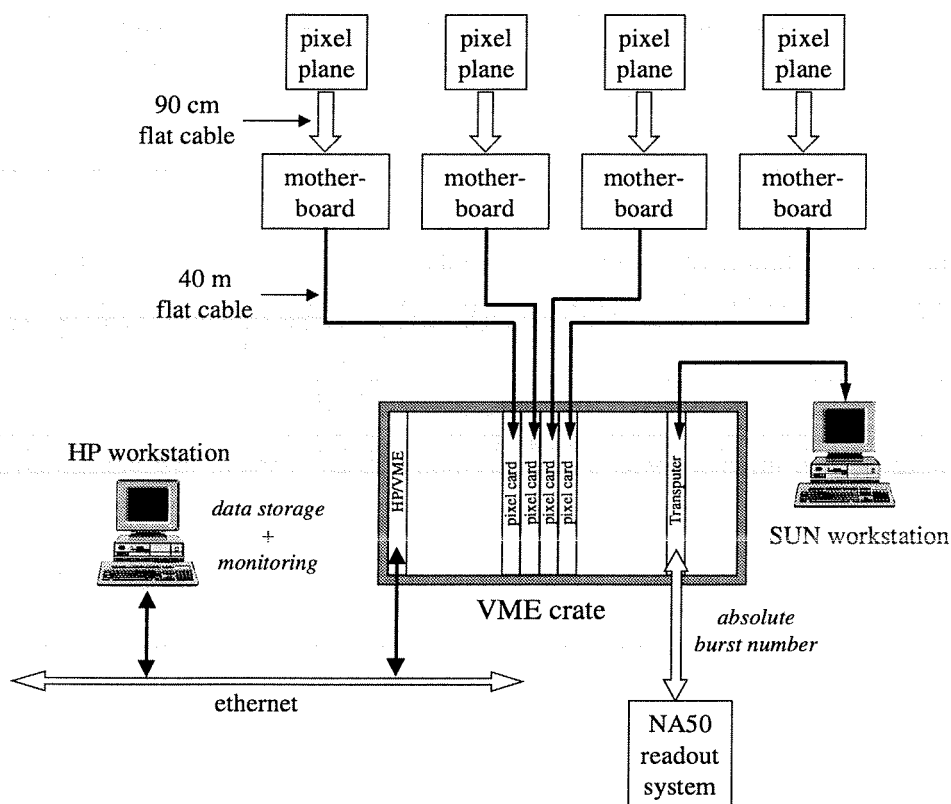 pixel
plane
pixel
plane
pixel
plane
pixel
plane
90 cm
flat cable
mother-
board
mother-
board
mother-
board
mother-
board
40 m
flat cable
HP workstation
data storage
+
monitoring
HP/VME
pixel card
pixel card
pixel card
pixel card
Transputer
SUN workstation
VME crate
absolute
burst number
ethernet
NA50
readout
system